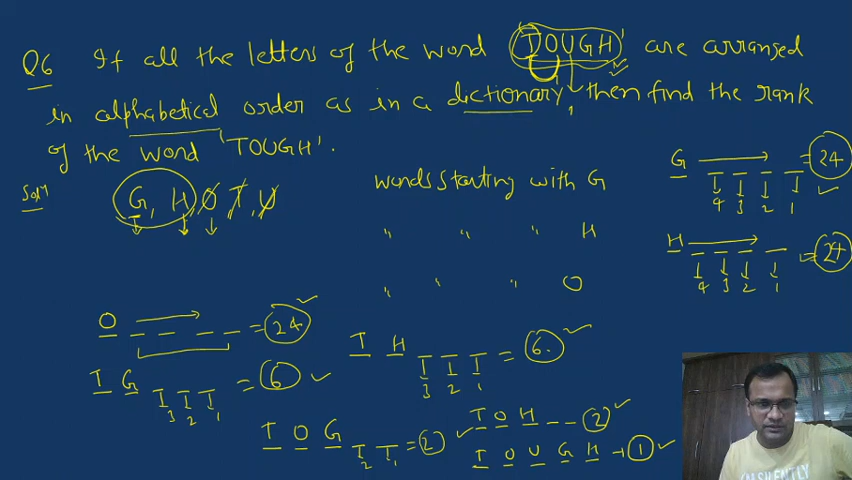 Q6 If all the letters of the word 'TOUGH' are arranged
in alphabetical order as in a dictionary, then find the rank
of the word 'TOUGH'.
Solⁿ G, H, O, T, U
words starting with G
" " " H
" " " O
G _ _ _ _ = 24
4 3 2 1
H _ _ _ _ = 24
4 3 2 1
O _ _ _ _ = 24
T G _ _ _ = 6
3 2 1
T H _ _ _ = 6
3 2 1
T O G _ _ = 2
2 1
T O H _ _ 2
T O U G H → 1